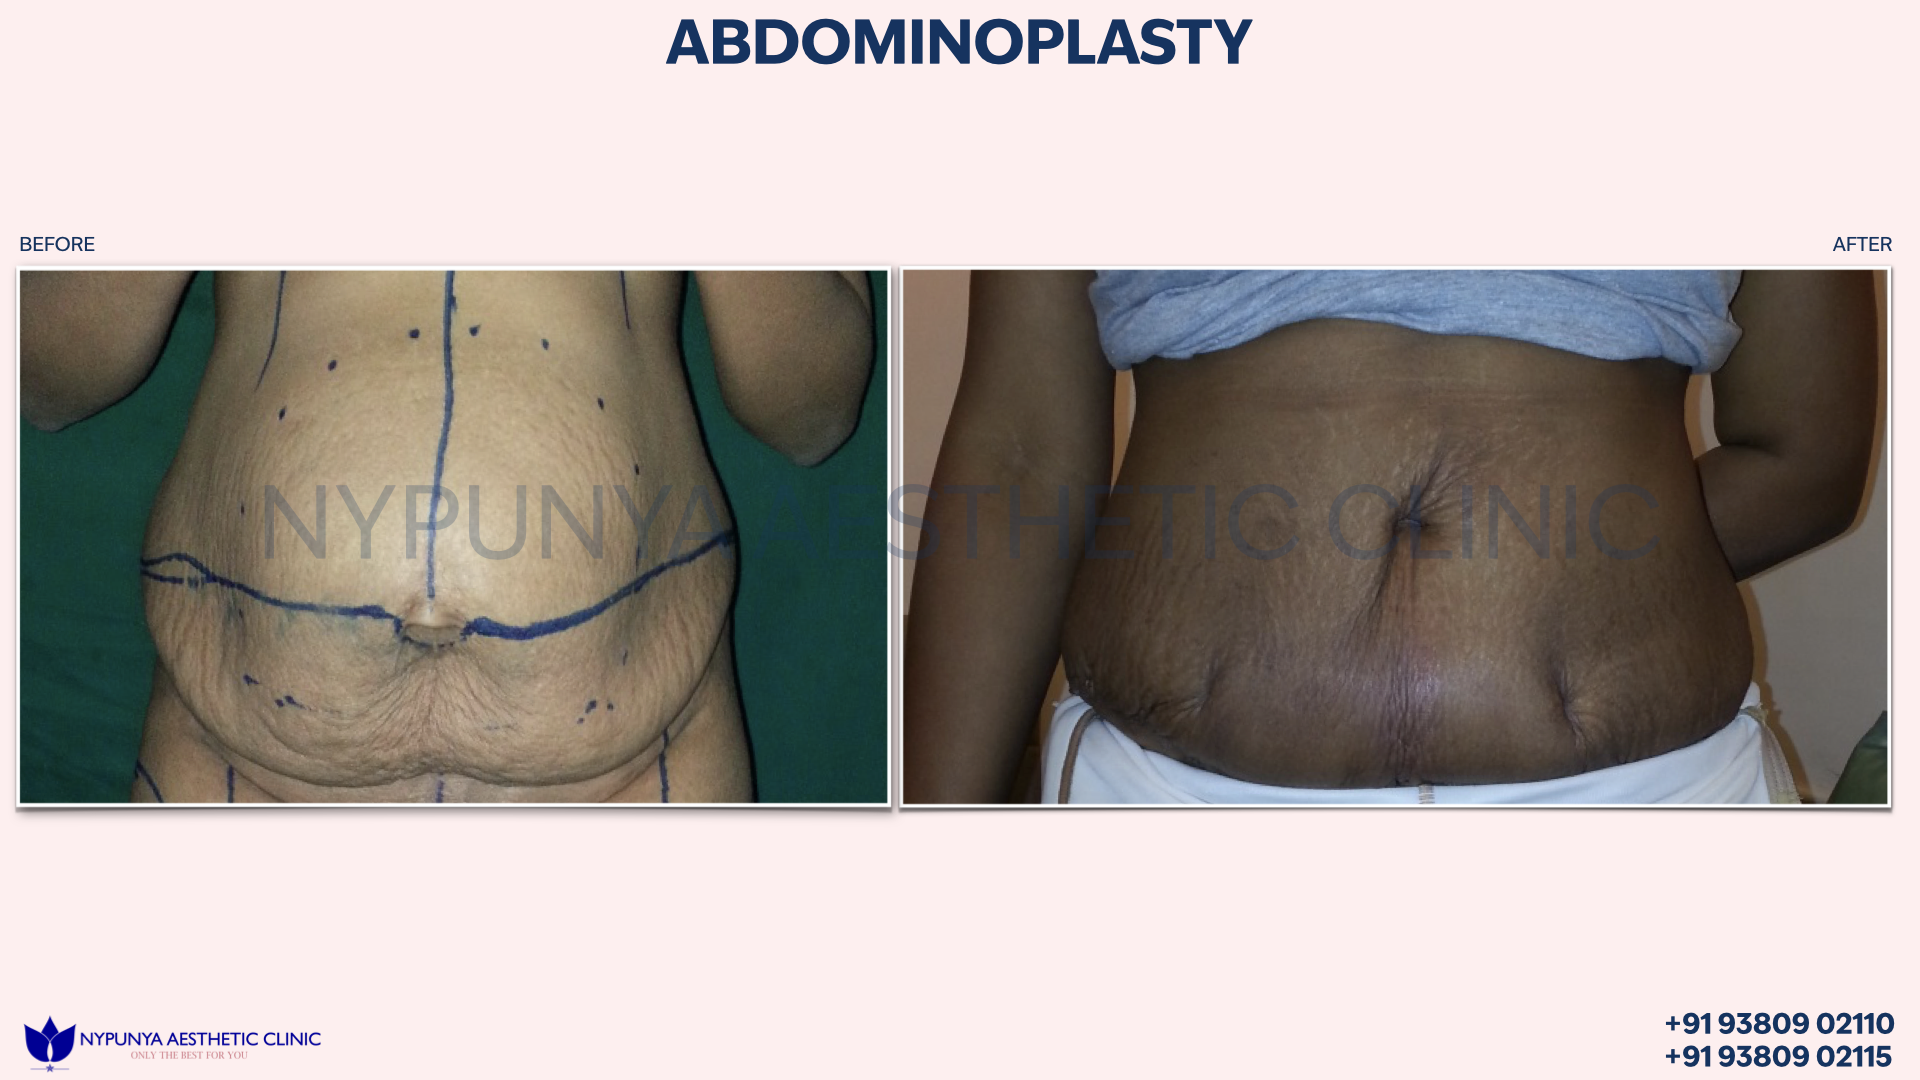 ABDOMINOPLASTY
BEFORE
AFTER
NYPUNYA AESTHETIC CLINIC
NYPUNYA AESTHETIC CLINIC
ONLY THE BEST FOR YOU
+91 93809 02110
+91 93809 02115